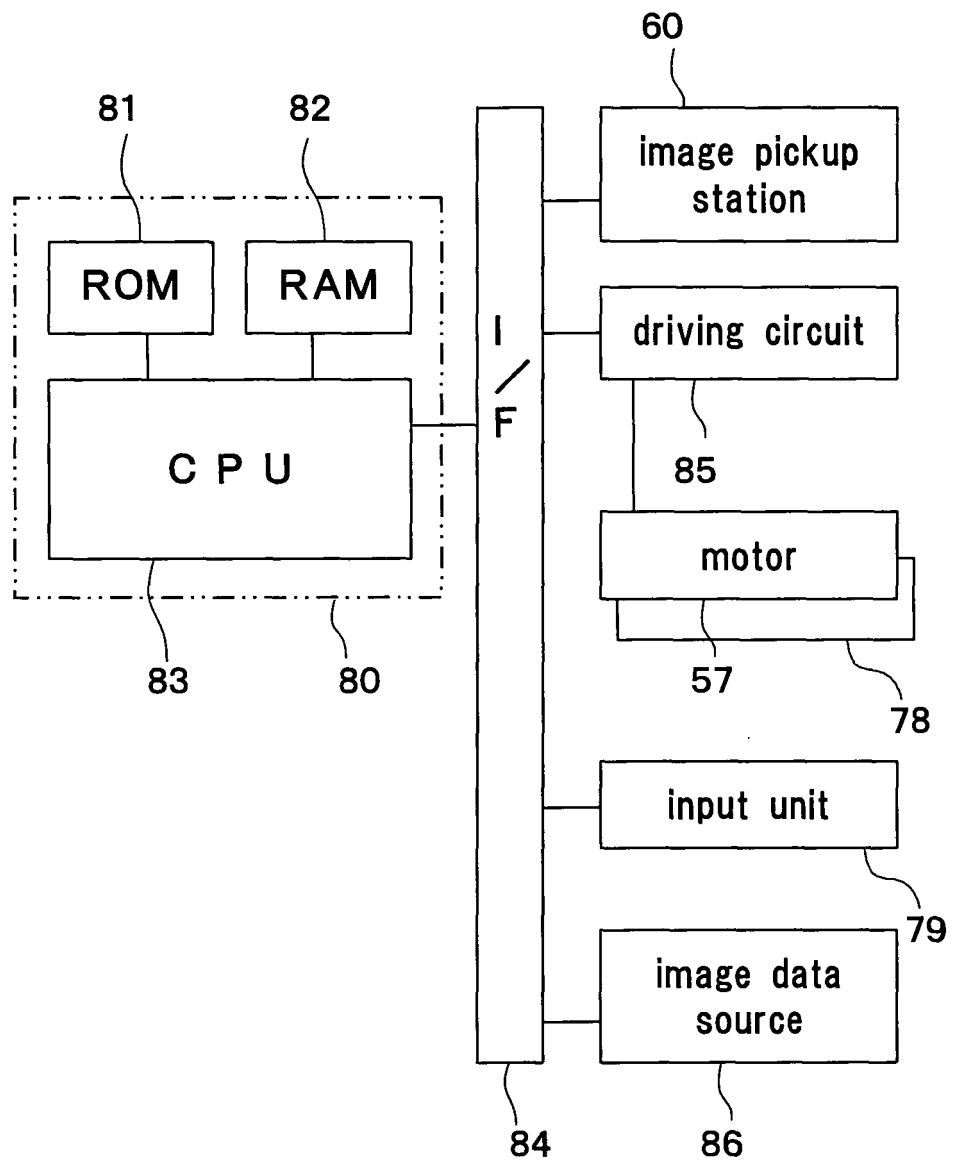 60
81
82
image pickup
station
ROM
RAM
I
/
F
driving circuit
CPU
85
motor
83
80
57
78
input unit
79
image data
source
84
86